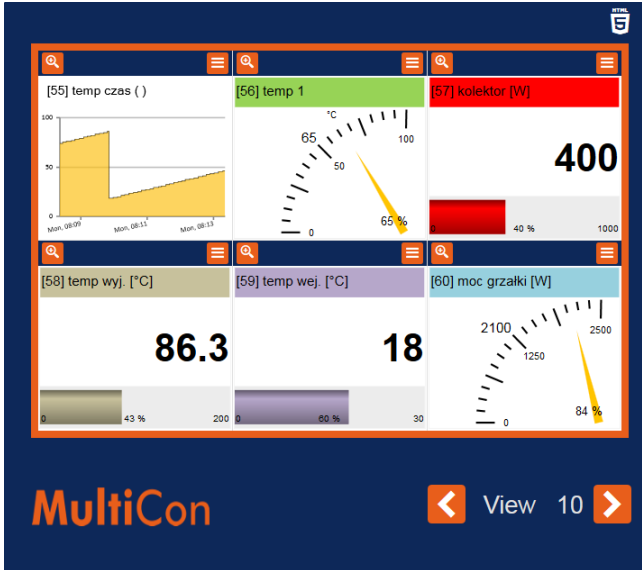 HTML
5
[55] temp czas ( )
100
50
0
Mon, 08:09
Mon, 08:11
Mon, 08:13
[56] temp 1
°C
65
100
50
0
65 %
[57] kolektor [W]
400
0
40 %
1000
[58] temp wyj. [°C]
86.3
0
43 %
200
[59] temp wej. [°C]
18
0
60 %
30
[60] moc grzałki [W]
2100
2500
1250
0
84 %
MultiCon
View 10